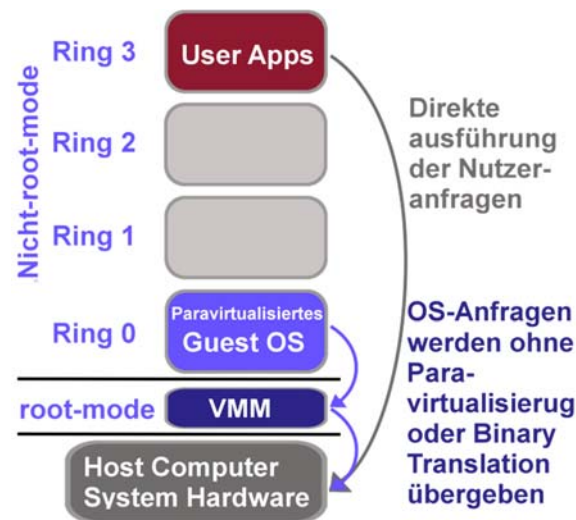 .Nicht-root-mode
Ring 3
User Apps
Direkte
ausführung
der Nutzer-
anfragen
Ring 2
Ring 1
Ring 0
Paravirtualisiertes
Guest OS
OS-Anfragen
werden ohne
Para-
virtualisierug
oder Binary
Translation
übergeben
root-mode
VMM
Host Computer
System Hardware